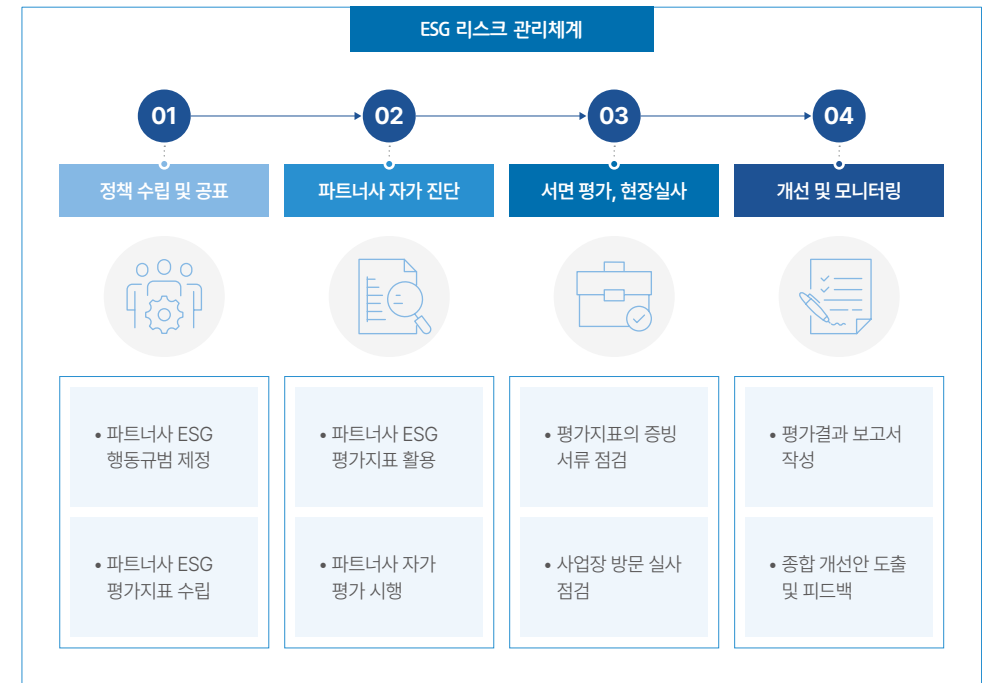 ESG 리스크 관리체계
01
02
03
04
정책 수립 및 공표
파트너사 자가 진단
서면 평가, 현장실사
개선 및 모니터링
• 파트너사 ESG
행동규범 제정
• 파트너사 ESG
평가지표 수립
• 파트너사 ESG
평가지표 활용
• 파트너사 자가
평가 시행
• 평가지표의 증빙
서류 점검
• 사업장 방문 실사
점검
• 평가결과 보고서
작성
• 종합 개선안 도출
및 피드백